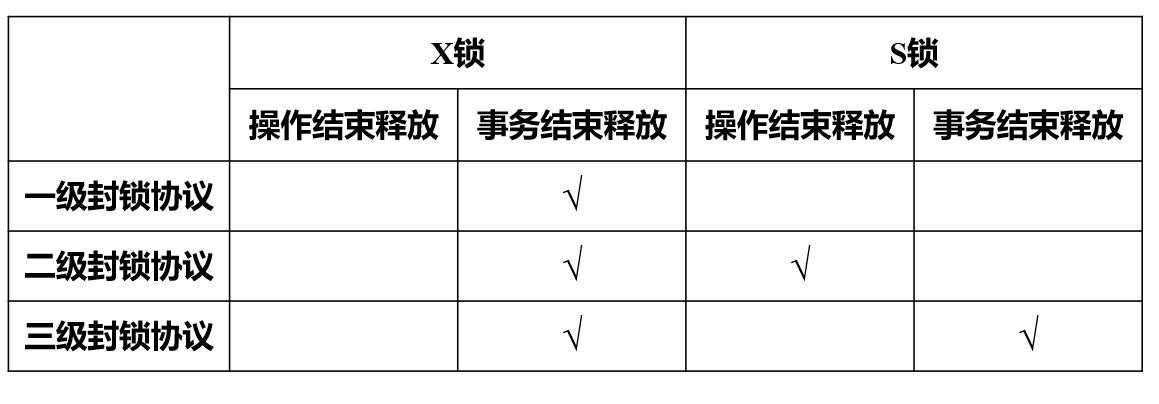 X锁 S锁
操作结束释放 事务结束释放 操作结束释放 事务结束释放
一级封锁协议 √
二级封锁协议 √ √
三级封锁协议 √ √